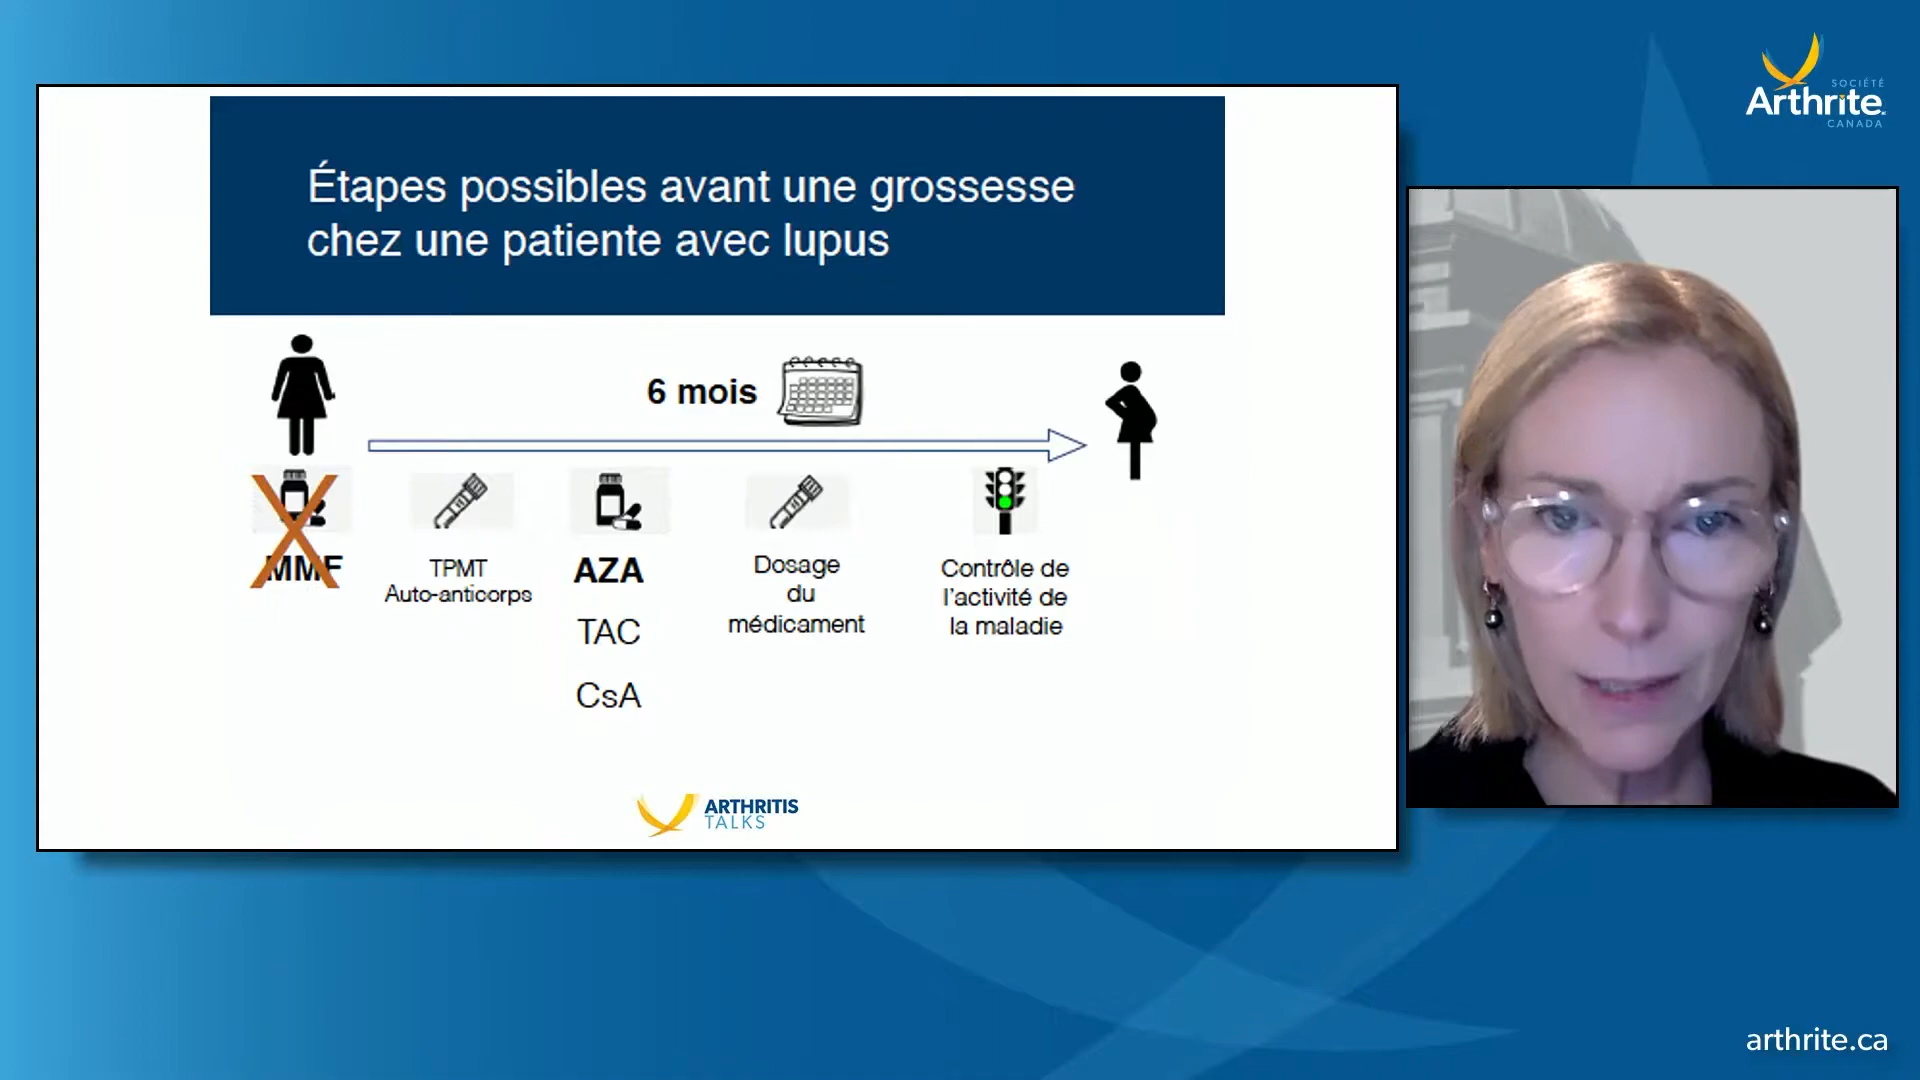 SOCIÉTÉ
Arthrite
CANADA
Étapes possibles avant une grossesse
chez une patiente avec lupus
6 mois
MMF
TPMT
Auto-anticorps
AZA
TAC
CsA
Dosage
du
médicament
Contrôle de
l'activité de
la maladie
ARTHRITIS
TALKS
arthrite.ca